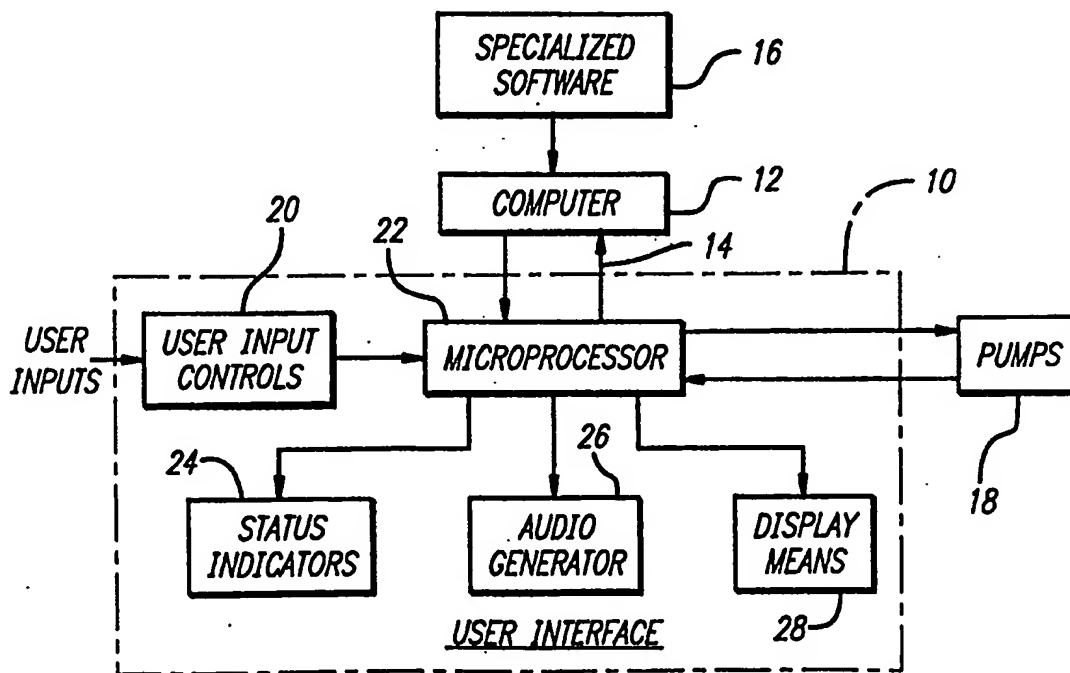 SPECIALIZED
SOFTWARE
16
COMPUTER
12
10
20
22
14
USER
INPUTS
USER INPUT
CONTROLS
MICROPROCESSOR
PUMPS
18
24
STATUS
INDICATORS
26
AUDIO
GENERATOR
DISPLAY
MEANS
28
USER INTERFACE